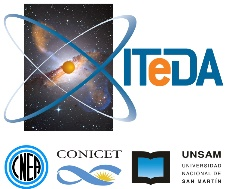 ITeDA
CNEA
CONICET
UNSAM
UNIVERSIDAD
NACIONAL DE
SAN MARTÍN